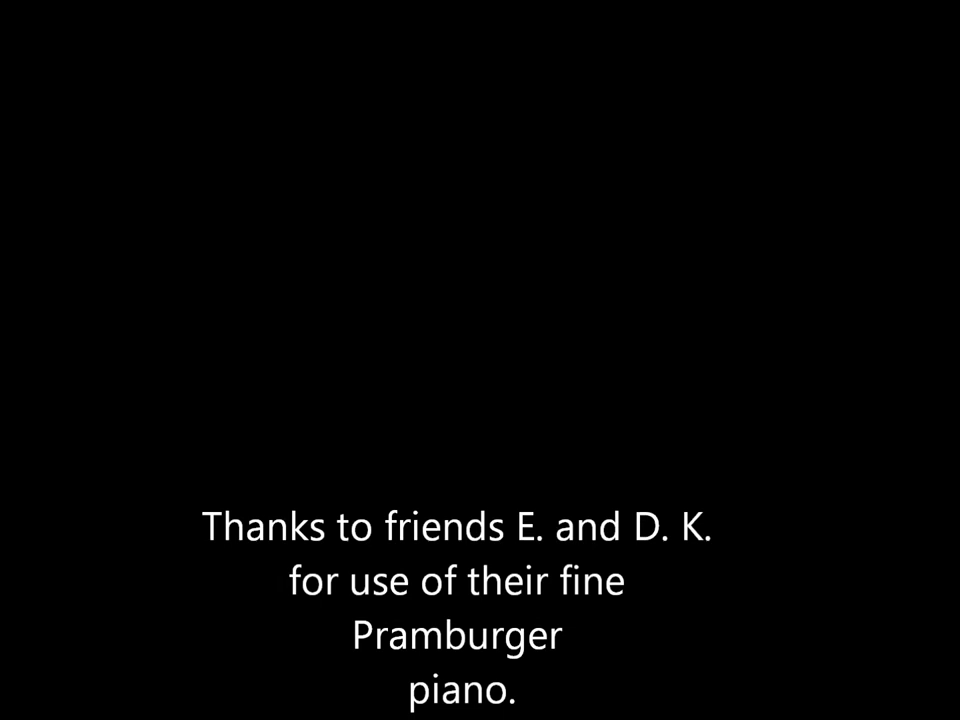 Thanks to friends E. and D. K.
for use of their fine
Pramburger
piano.